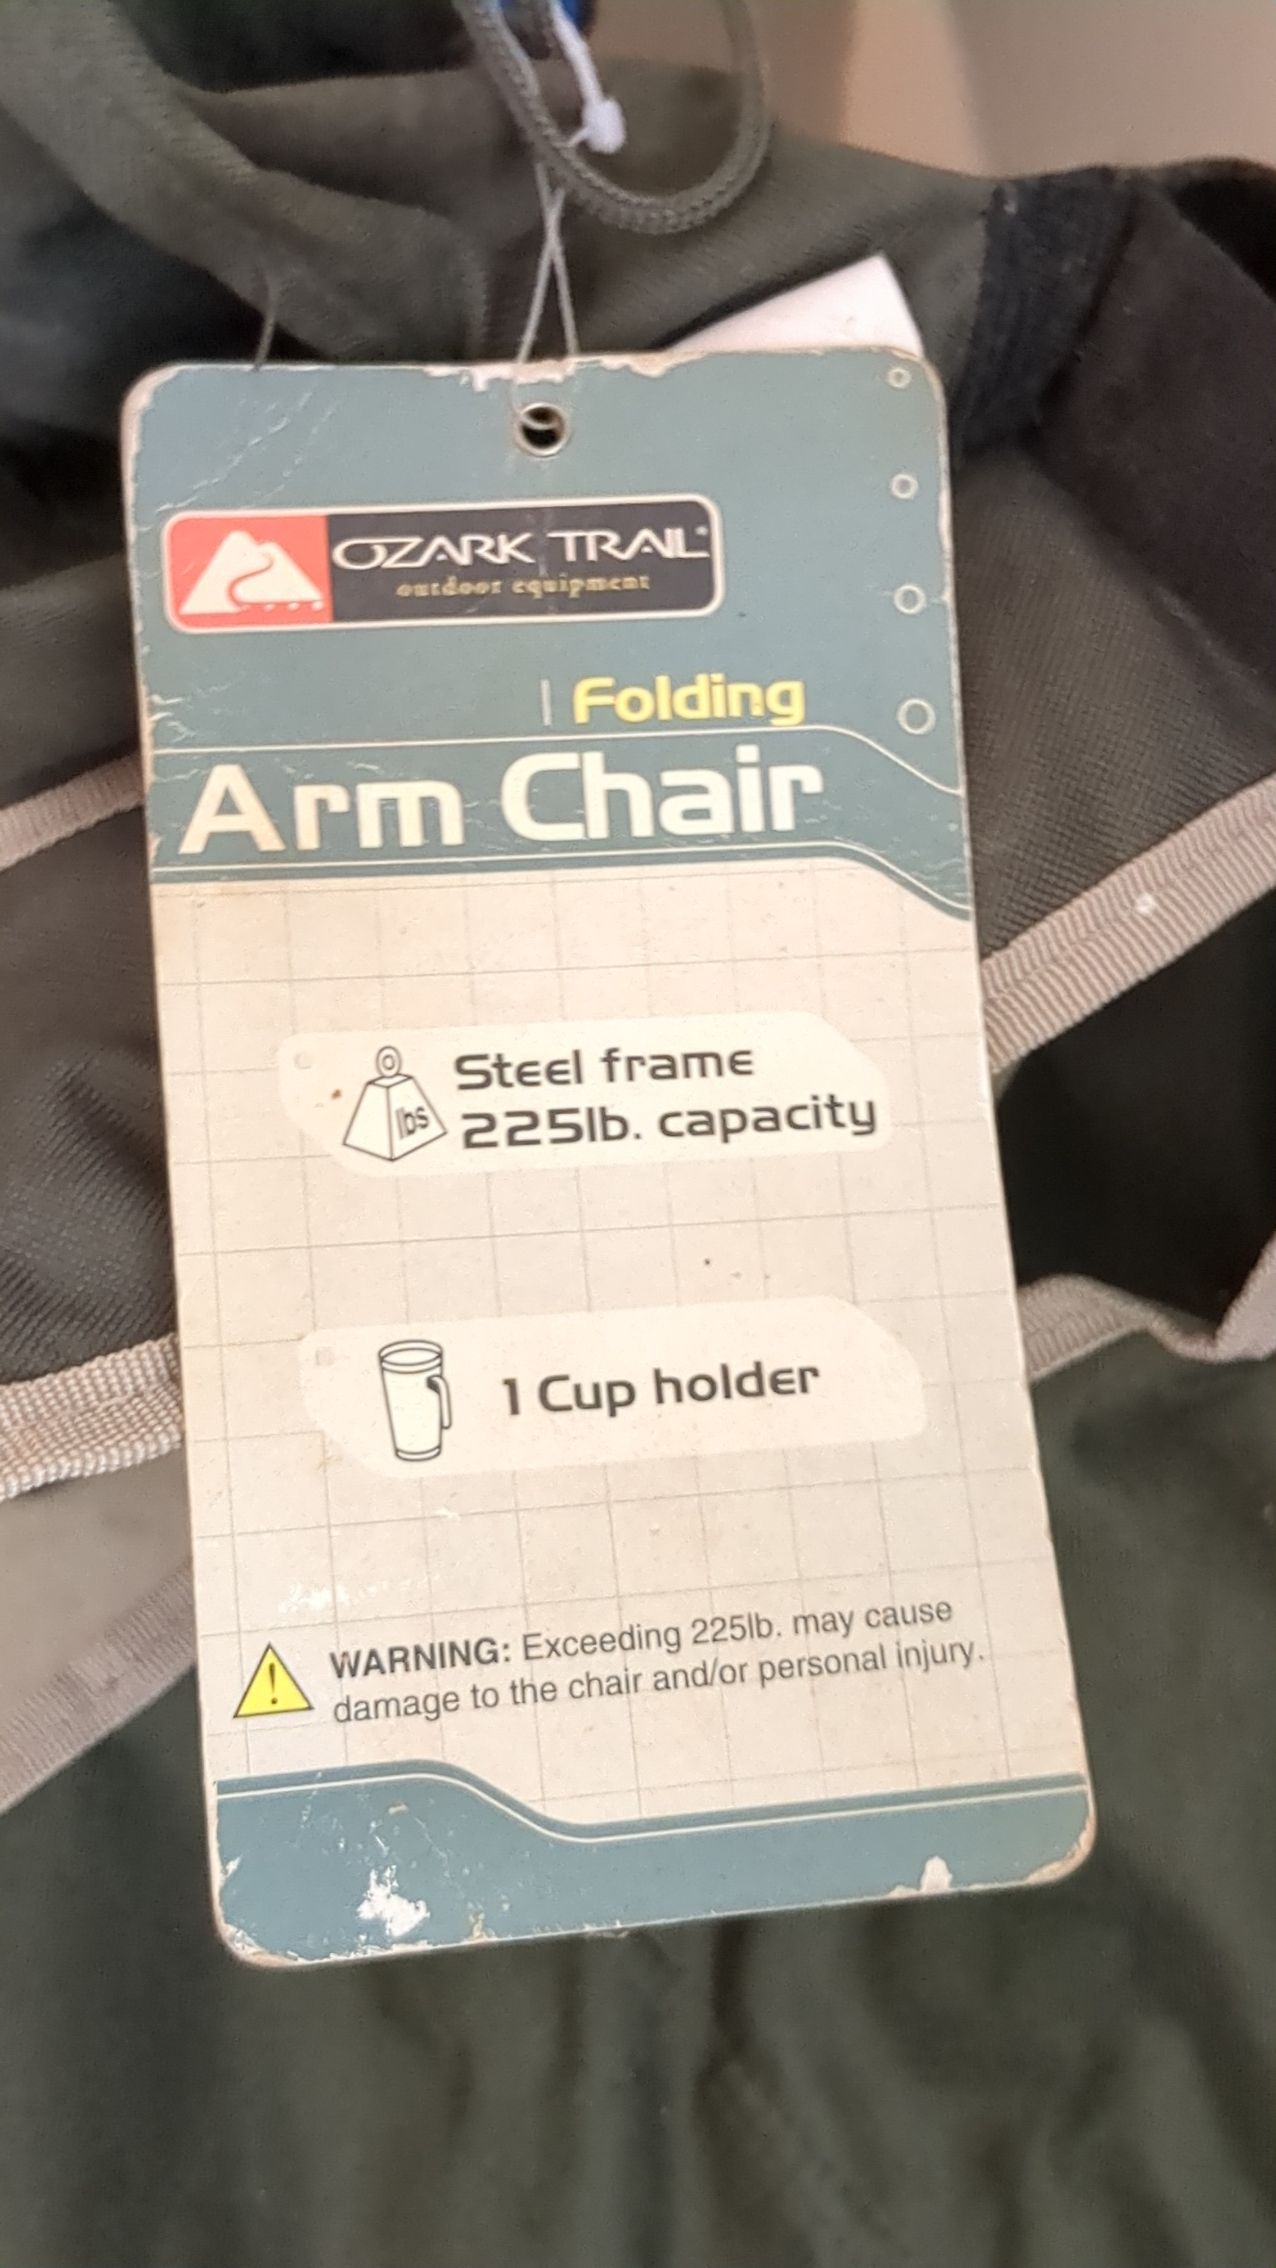 OZARK TRAIL
outdoor equipment
Folding
Arm Chair
lbs
Steel frame
225lb. capacity
1 Cup holder
WARNING: Exceeding 225lb. may cause
damage to the chair and/or personal injury.